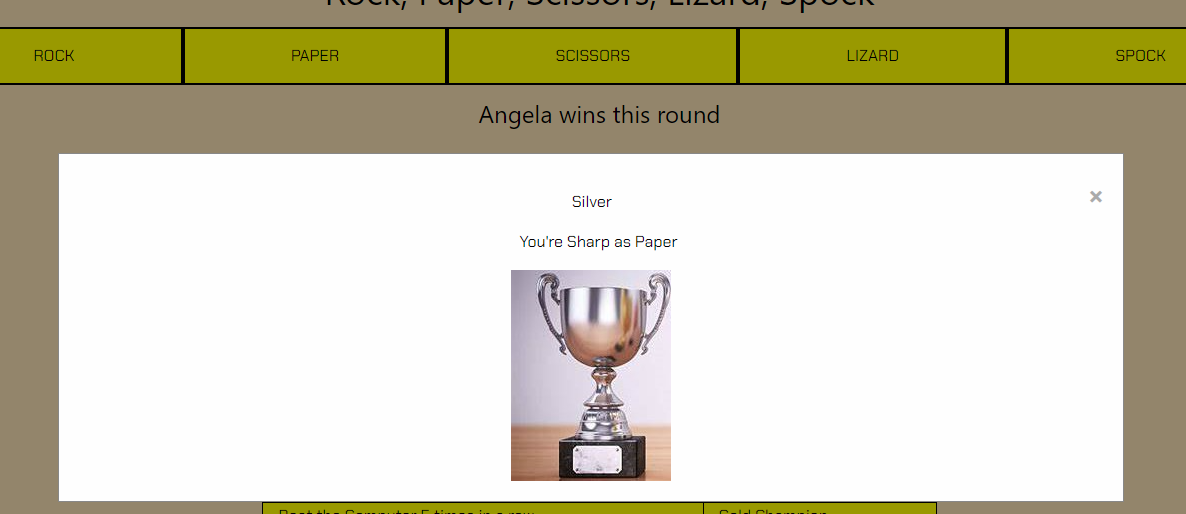 Rock, Paper, Scissors, Lizard, Spock
ROCK PAPER SCISSORS LIZARD SPOCK
Angela wins this round
×
Silver
You're Sharp as Paper
Beat the Computer 5 times in a row Gold Champion